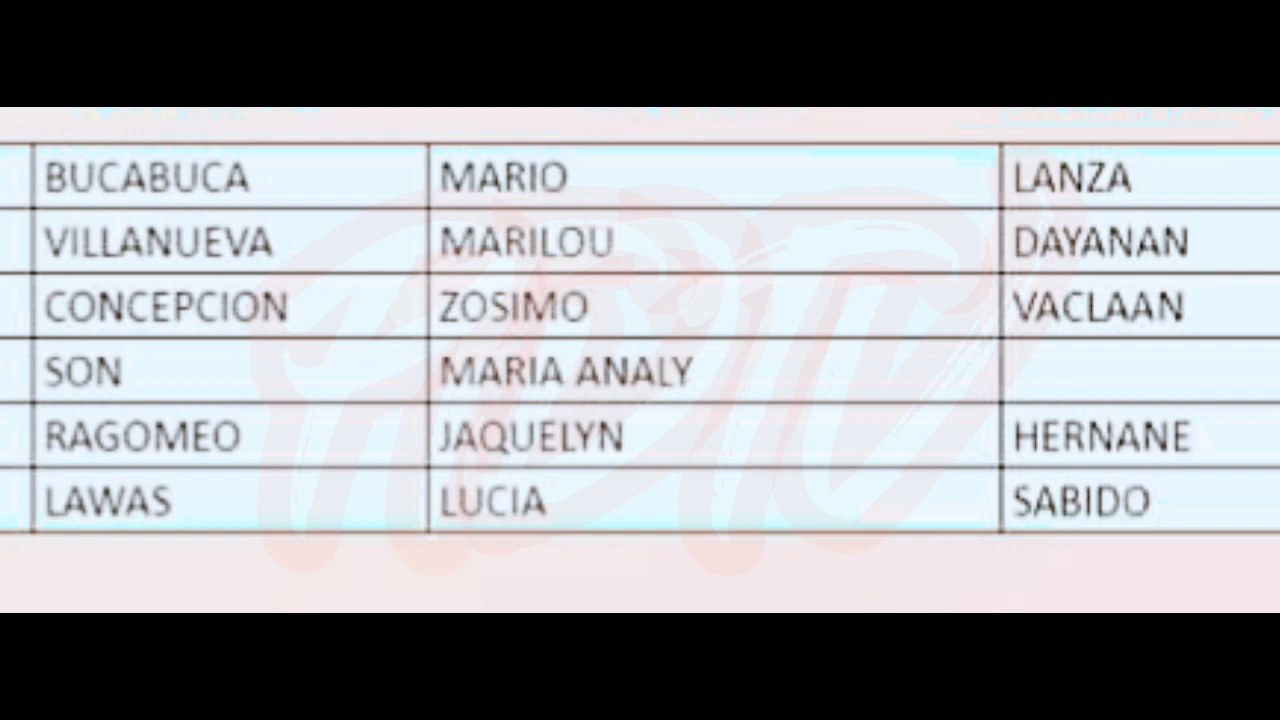 BUCABUCA MARIO LANZA
VILLANUEVA MARILOU DAYANAN
CONCEPCION ZOSIMO VACLAAN
SON MARIA ANALY
RAGOMEO JAQUELYN HERNANE
LAWAS LUCIA SABIDO